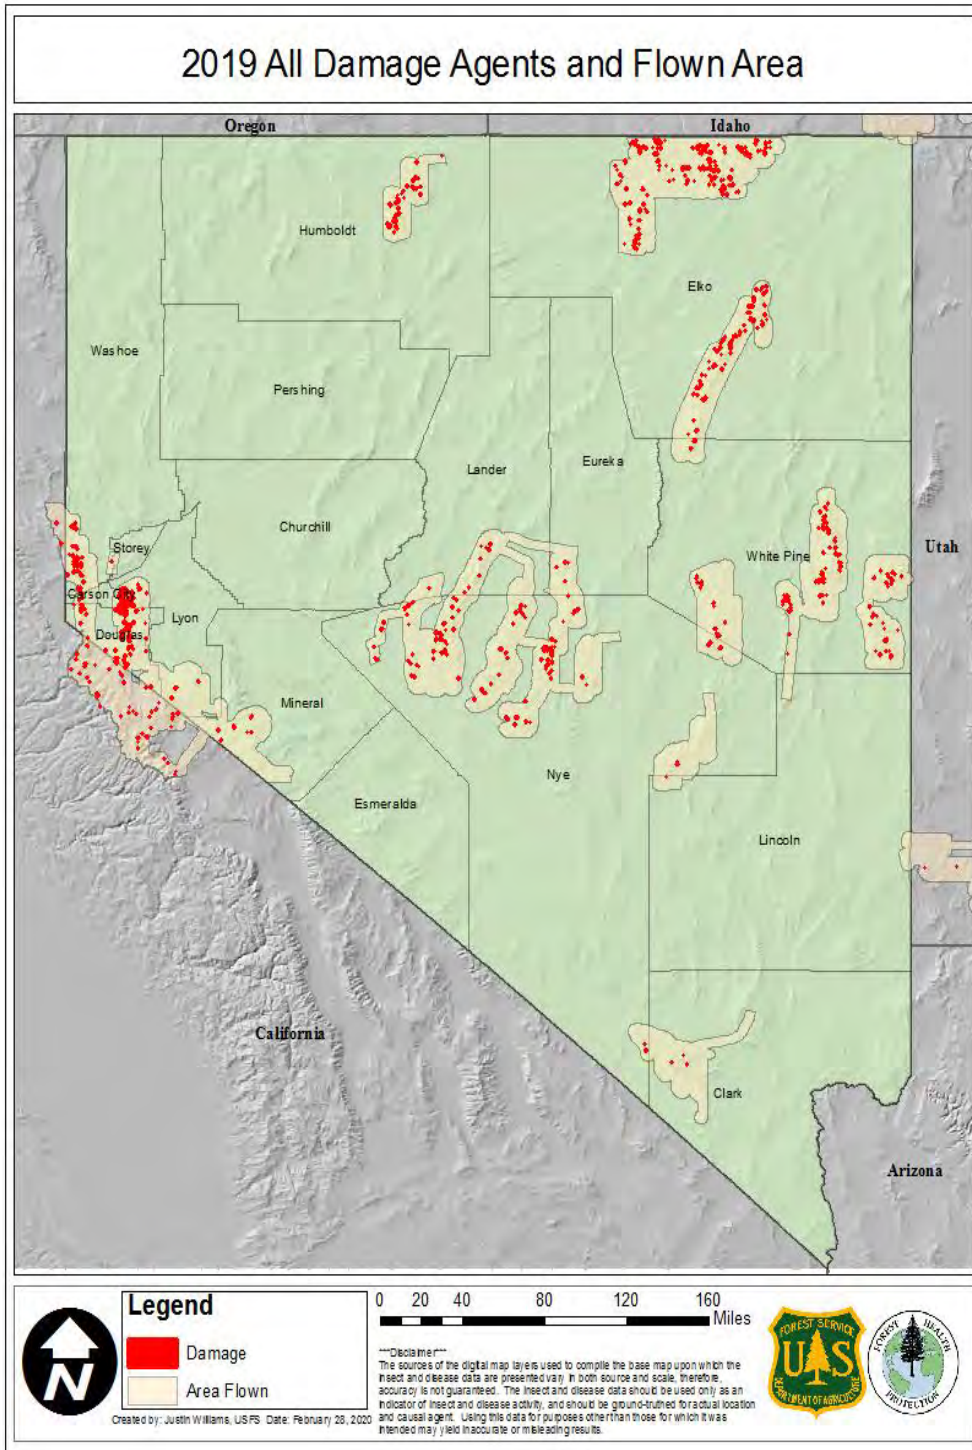 2019 All Damage Agents and Flown Area
Oregon
Idaho
Humboldt
Elko
Washoe
Pershing
Lander
Eureka
Churchill
Storey
White Pine
Utah
Carson City
Lyon
Douglas
Mineral
Nye
Esmeralda
Lincoln
California
Clark
Arizona
Legend
Damage
Area Flown
Created by: Justin Williams, USFS Date: February 28, 2020
0 20 40 80 120 160
Miles
***Disclaimer***
The sources of the digital map layers used to compile the base map upon which the
insect and disease data are presented vary in both source and scale, therefore,
accuracy is not guaranteed. The insect and disease data should be used only as an
indicator of insect and disease activity, and should be ground-truthed for actual location
and causal agent. Using this data for purposes other than those for which it was
intended may yield inaccurate or misleading results.
N
FOREST SERVICE
U S
DEPARTMENT OF AGRICULTURE
FOREST HEALTH
PROTECTION